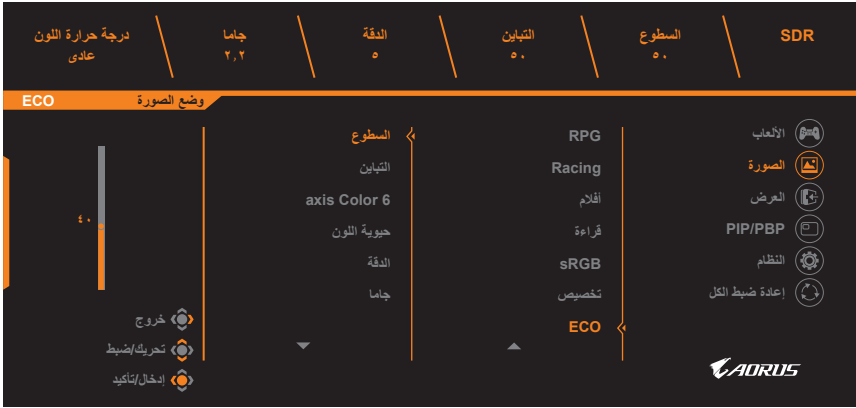 SDR
السطوع
٥٠
التباين
٥٠
الدقة
٥
جاما
٢,٢
درجة حرارة اللون
عادى
وضع الصورة
ECO
الألعاب
الصورة
العرض
PIP/PBP
النظام
إعادة ضبط الكل
RPG
Racing
أفلام
قراءة
sRGB
تخصيص
ECO
السطوع
التباين
6 axis Color
حيوية اللون
الدقة
جاما
٤٠
خروج
تحريك/ضبط
إدخال/تأكيد
AORUS